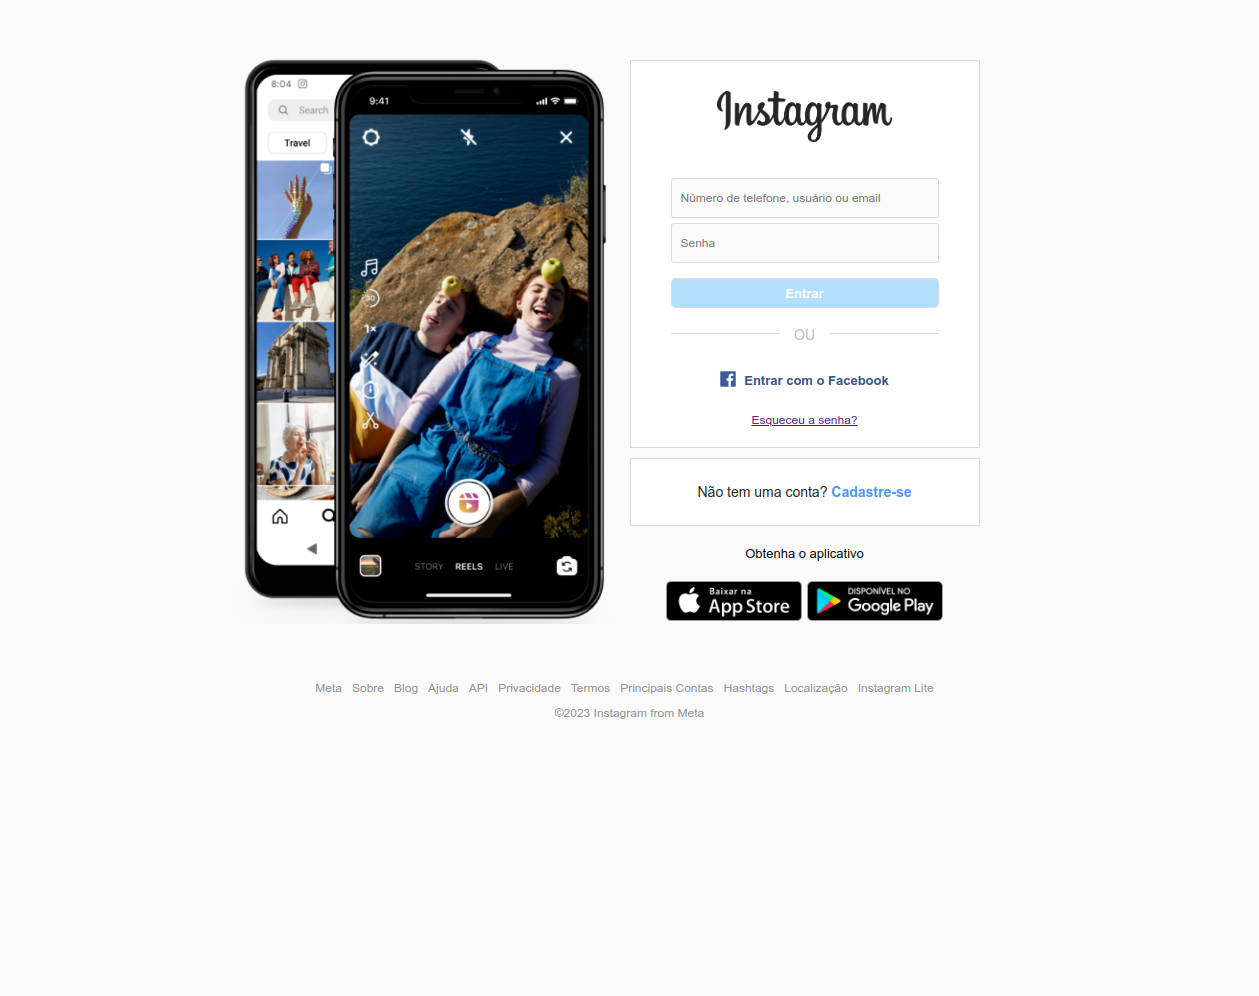 8:04
Search
Travel
9:41
30
1x
STORY REELS LIVE
Instagram
Número de telefone, usuário ou email
Senha
Entrar
OU
Entrar com o Facebook
Esqueceu a senha?
Não tem uma conta? Cadastre-se
Obtenha o aplicativo
Baixar na
App Store
DISPONÍVEL NO
Google Play
Meta Sobre Blog Ajuda API Privacidade Termos Principais Contas Hashtags Localização Instagram Lite
©2023 Instagram from Meta